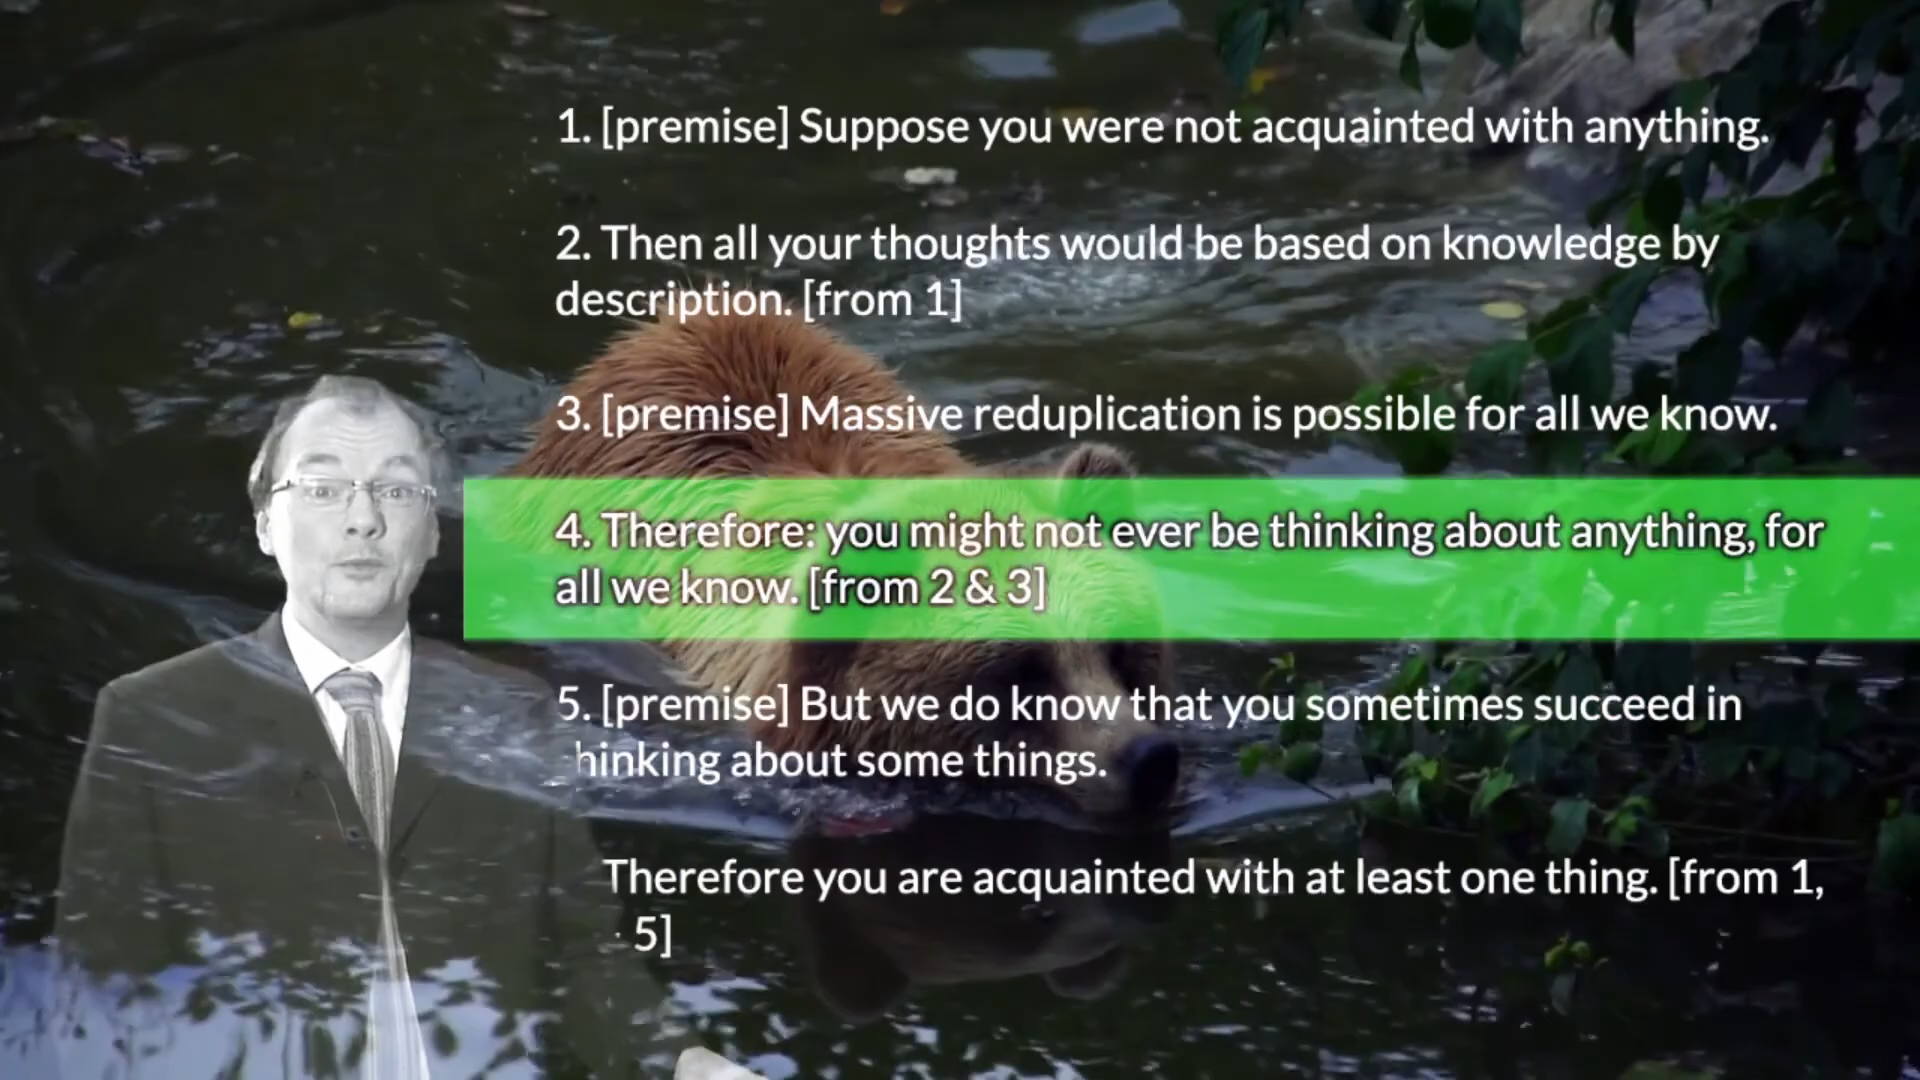 1. [premise] Suppose you were not acquainted with anything.
2. Then all your thoughts would be based on knowledge by
description. [from 1]
3. [premise] Massive reduplication is possible for all we know.
4. Therefore: you might not ever be thinking about anything, for
all we know. [from 2 & 3]
5. [premise] But we do know that you sometimes succeed in
hinking about some things.
Therefore you are acquainted with at least one thing. [from 1,
5]